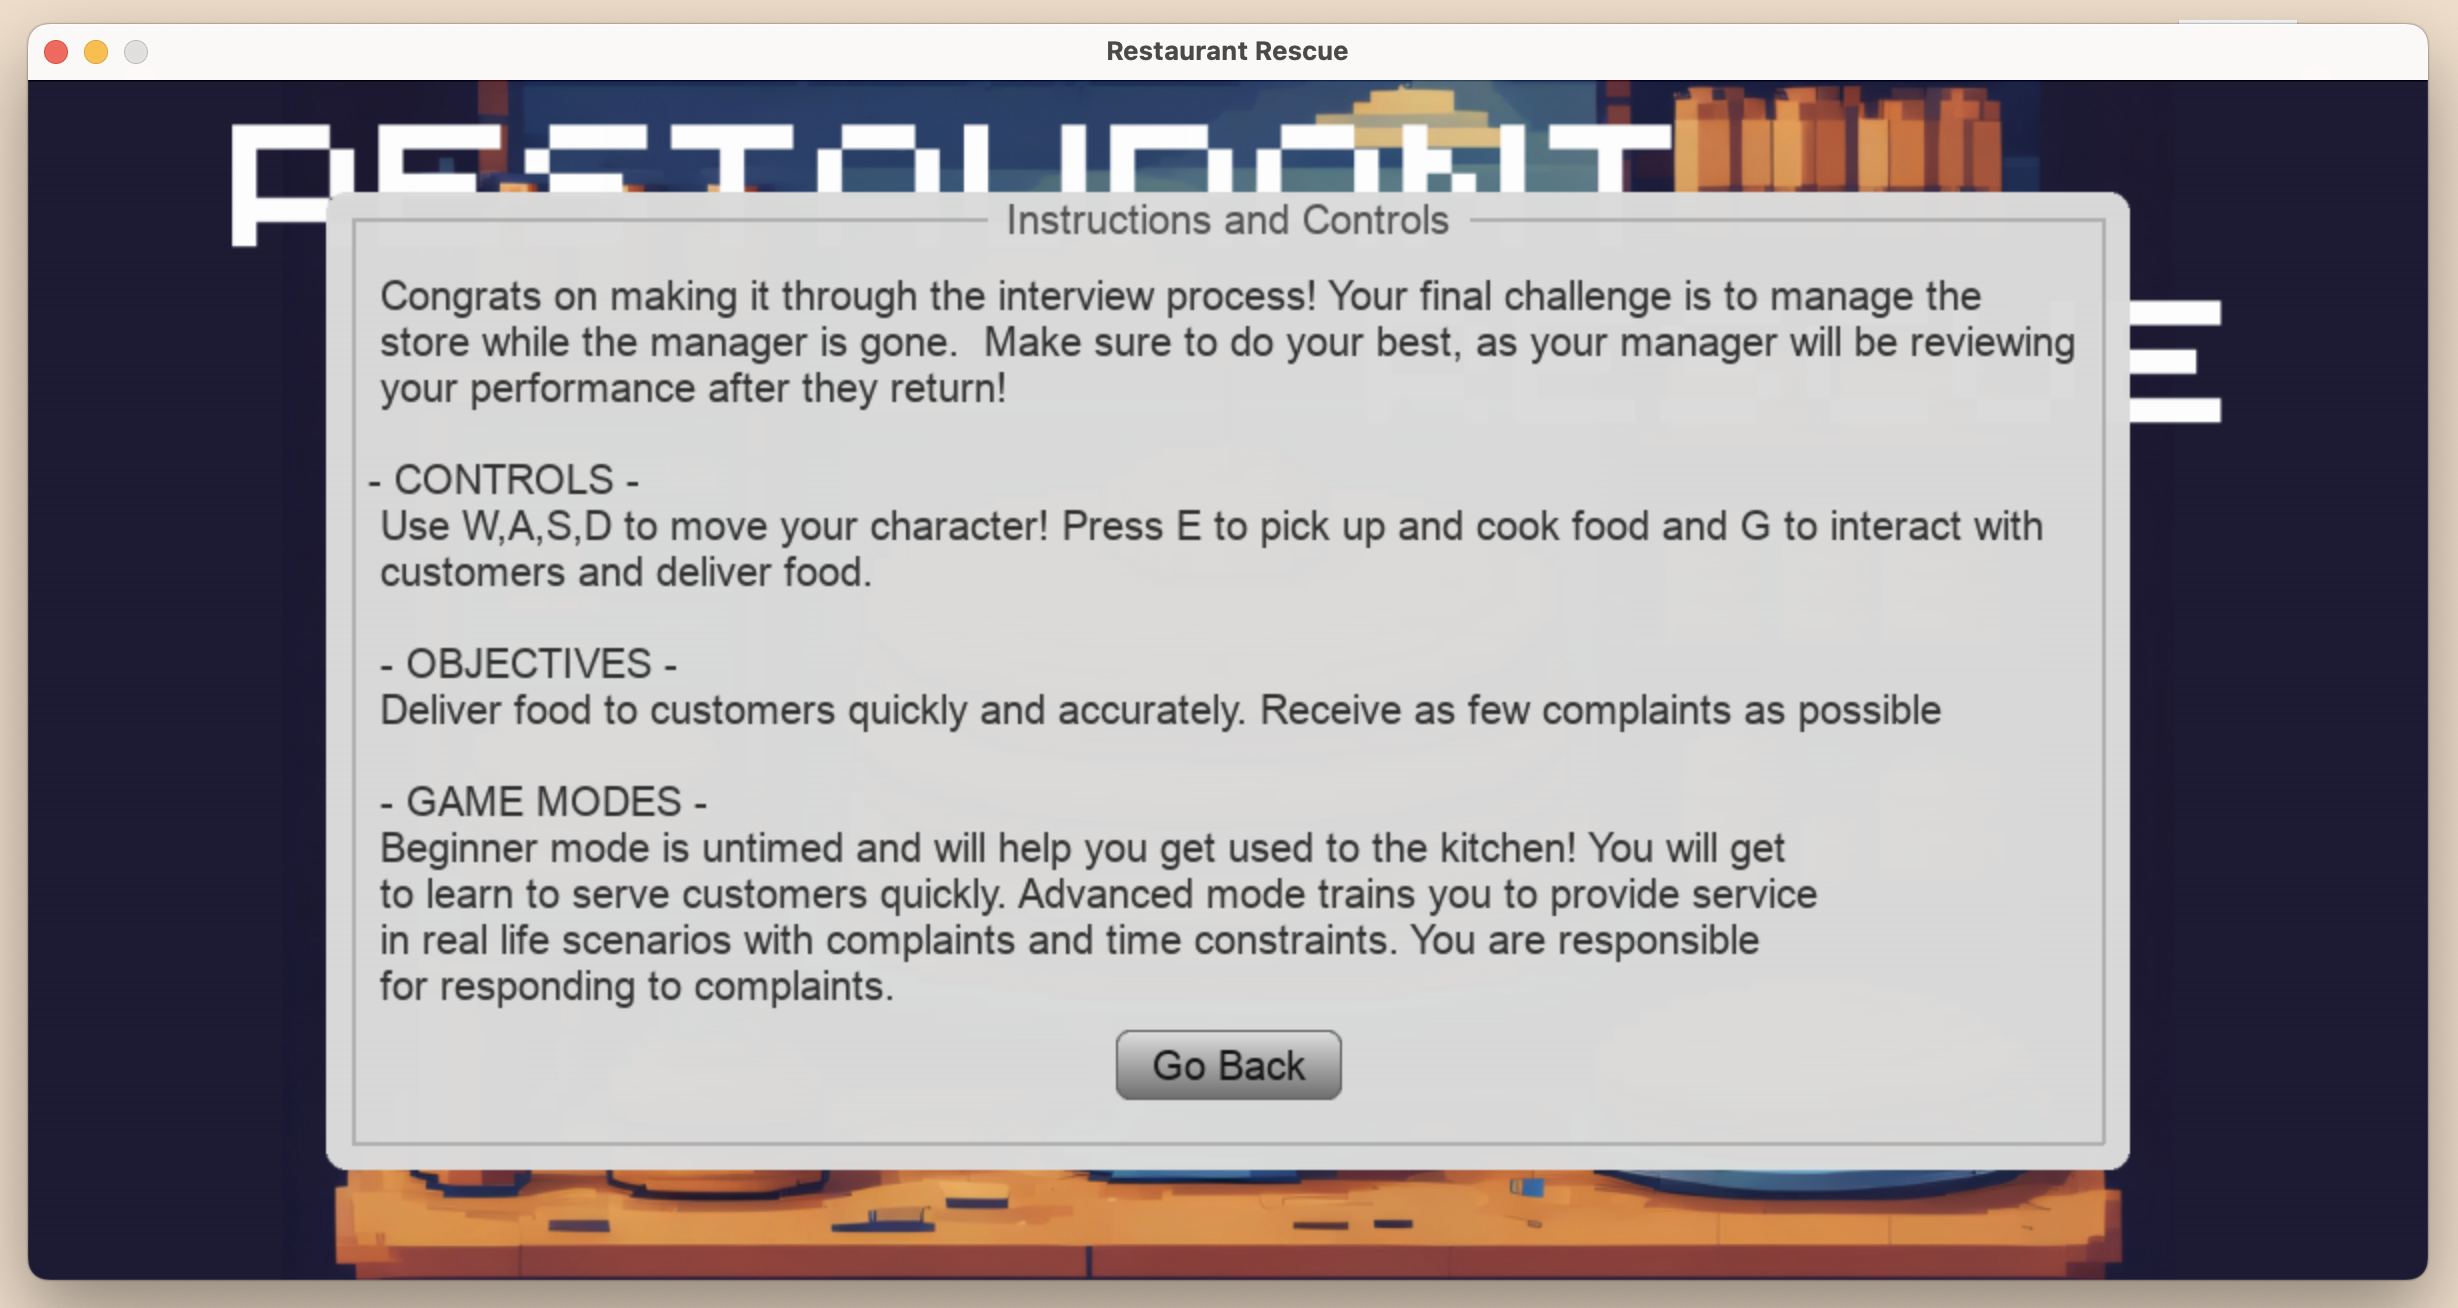 Restaurant Rescue
Instructions and Controls
Congrats on making it through the interview process! Your final challenge is to manage the
store while the manager is gone.  Make sure to do your best, as your manager will be reviewing
your performance after they return!
- CONTROLS -
Use W,A,S,D to move your character! Press E to pick up and cook food and G to interact with
customers and deliver food.
- OBJECTIVES -
Deliver food to customers quickly and accurately. Receive as few complaints as possible
- GAME MODES -
Beginner mode is untimed and will help you get used to the kitchen! You will get
to learn to serve customers quickly. Advanced mode trains you to provide service
in real life scenarios with complaints and time constraints. You are responsible
for responding to complaints.
Go Back